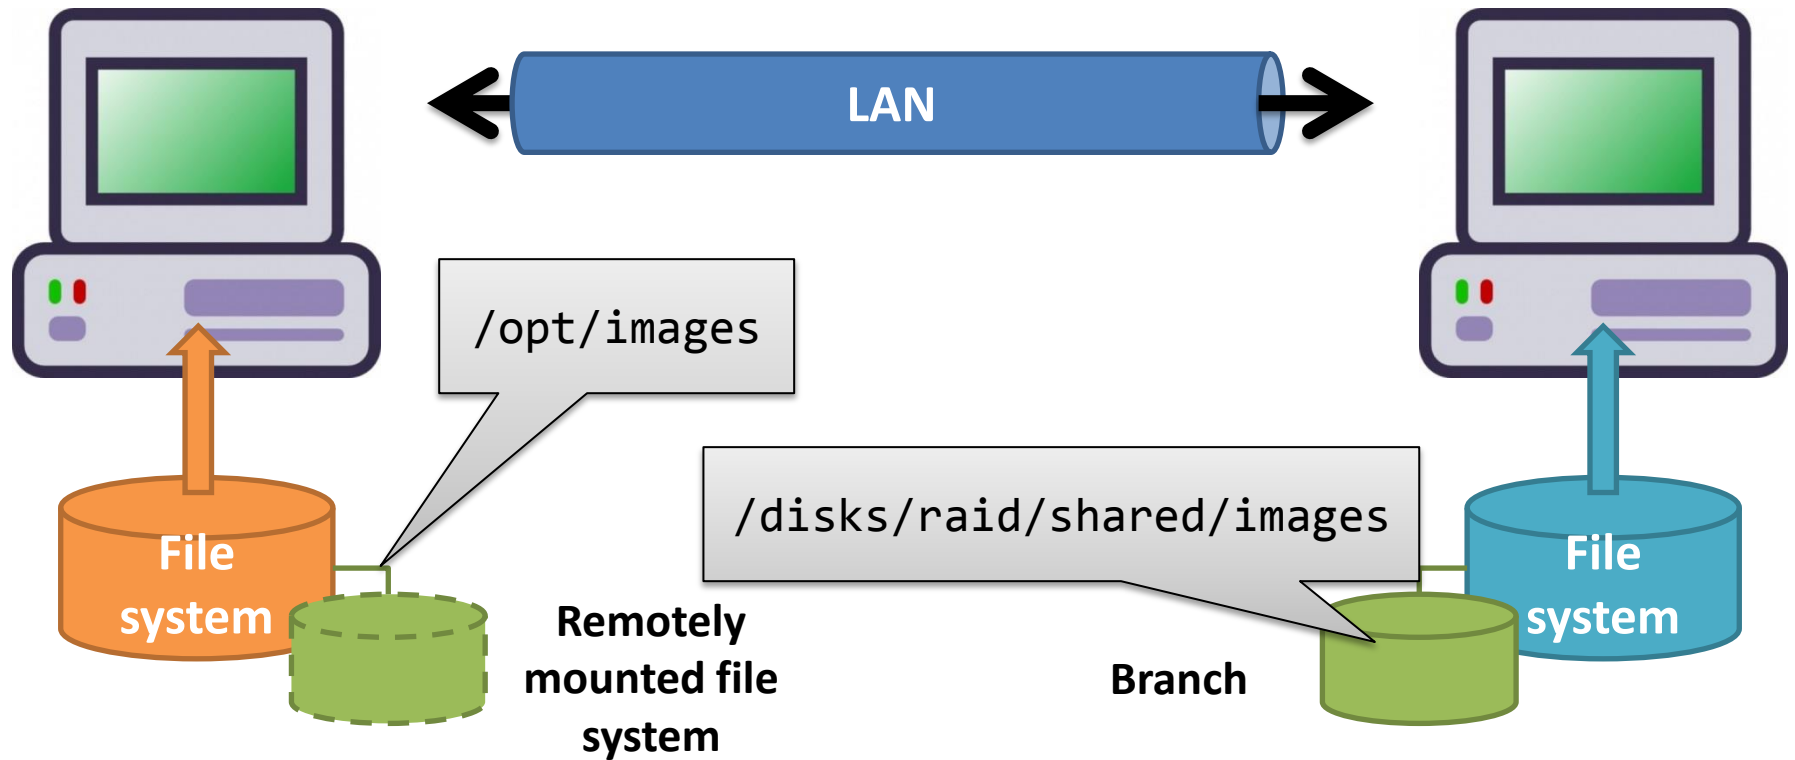 LAN
/opt/images
/disks/raid/shared/images
File
system
Remotely
mounted file
system
Branch
File
system